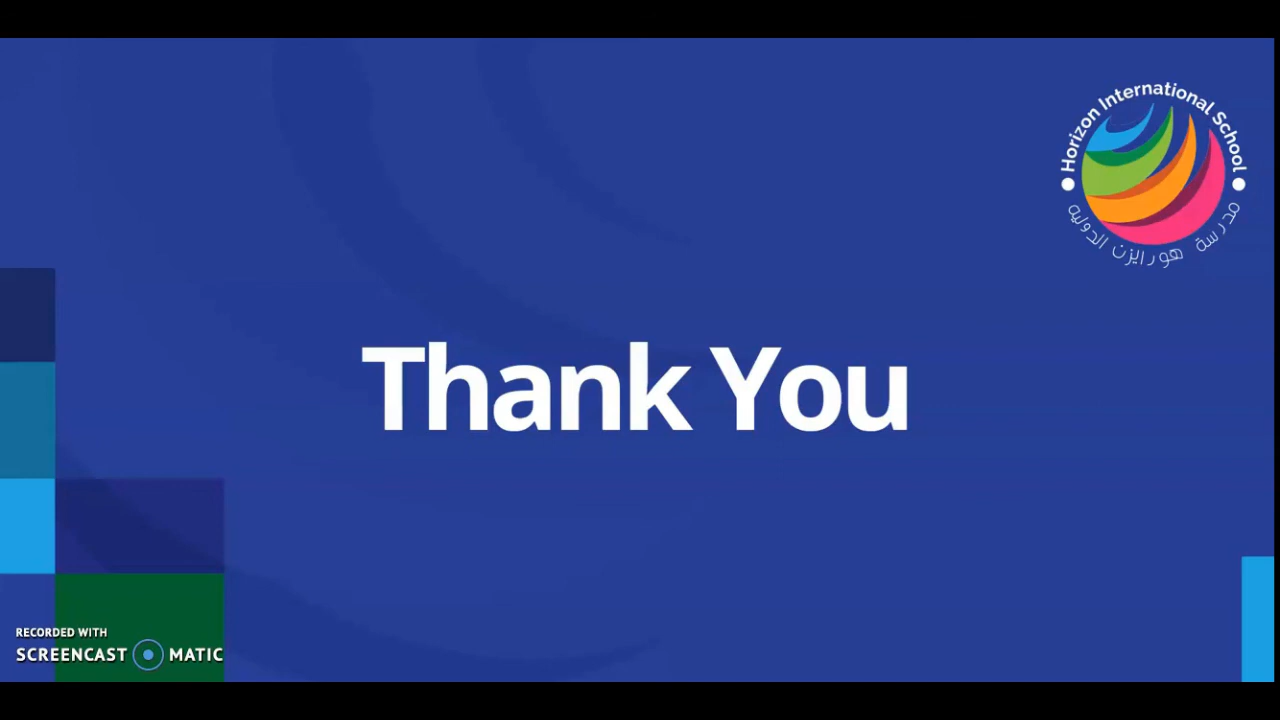 Horizon International School
مدرسة هورايزن الدولية
Thank You
RECORDED WITH
SCREENCAST MATIC